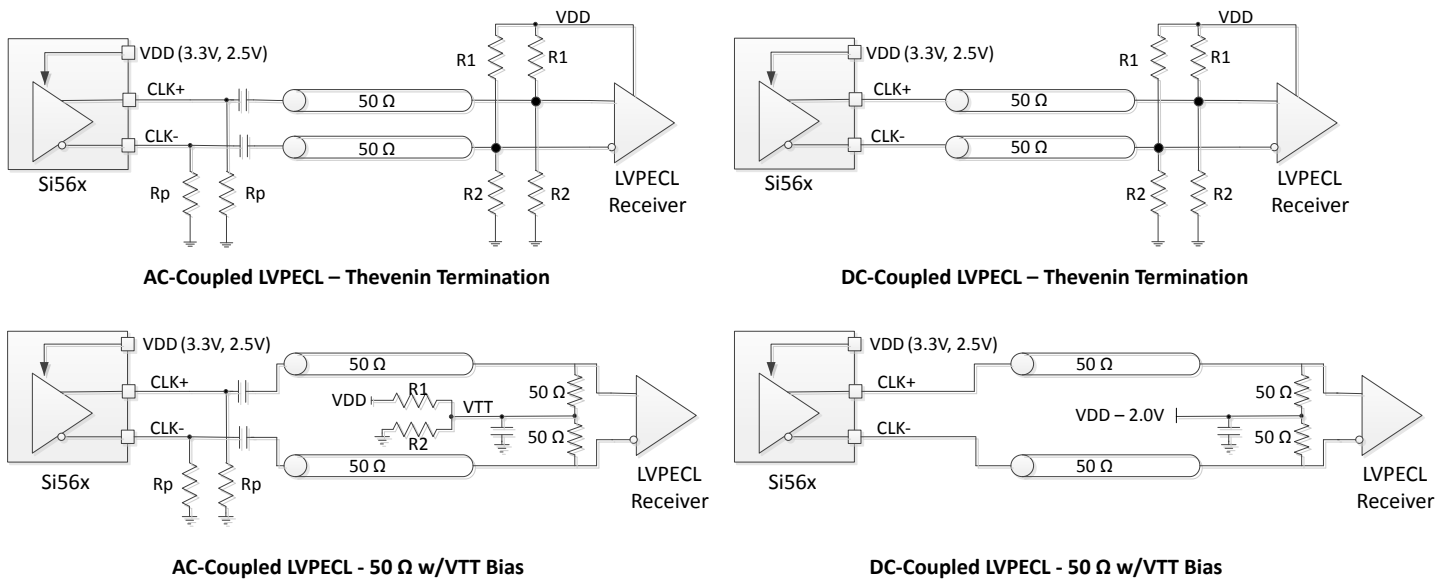 VDD
VDD (3.3V, 2.5V)
R1
R1
CLK+
50 Ω
CLK-
50 Ω
Si56x
Rp
Rp
R2
R2
LVPECL
Receiver
AC-Coupled LVPECL – Thevenin Termination
VDD
VDD (3.3V, 2.5V)
R1
R1
CLK+
50 Ω
CLK-
50 Ω
Si56x
R2
R2
LVPECL
Receiver
DC-Coupled LVPECL – Thevenin Termination
VDD (3.3V, 2.5V)
50 Ω
CLK+
R1
50 Ω
VDD
VTT
CLK-
R2
50 Ω
50 Ω
Si56x
Rp
Rp
LVPECL
Receiver
AC-Coupled LVPECL - 50 Ω w/VTT Bias
VDD (3.3V, 2.5V)
50 Ω
CLK+
50 Ω
VDD – 2.0V
CLK-
50 Ω
50 Ω
Si56x
LVPECL
Receiver
DC-Coupled LVPECL - 50 Ω w/VTT Bias